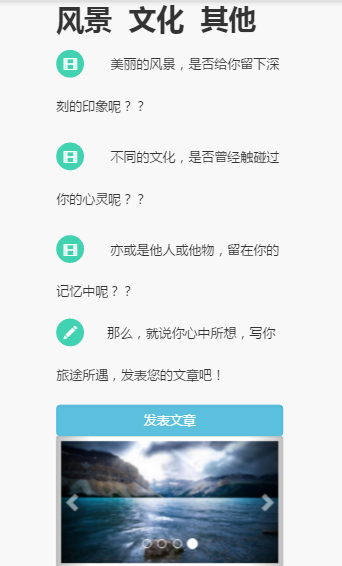 风景 文化 其他
美丽的风景，是否给你留下深
刻的印象呢？？
不同的文化，是否曾经触碰过
你的心灵呢？？
亦或是他人或他物，留在你的
记忆中呢？？
那么，就说你心中所想，写你
旅途所遇，发表您的文章吧！
发表文章